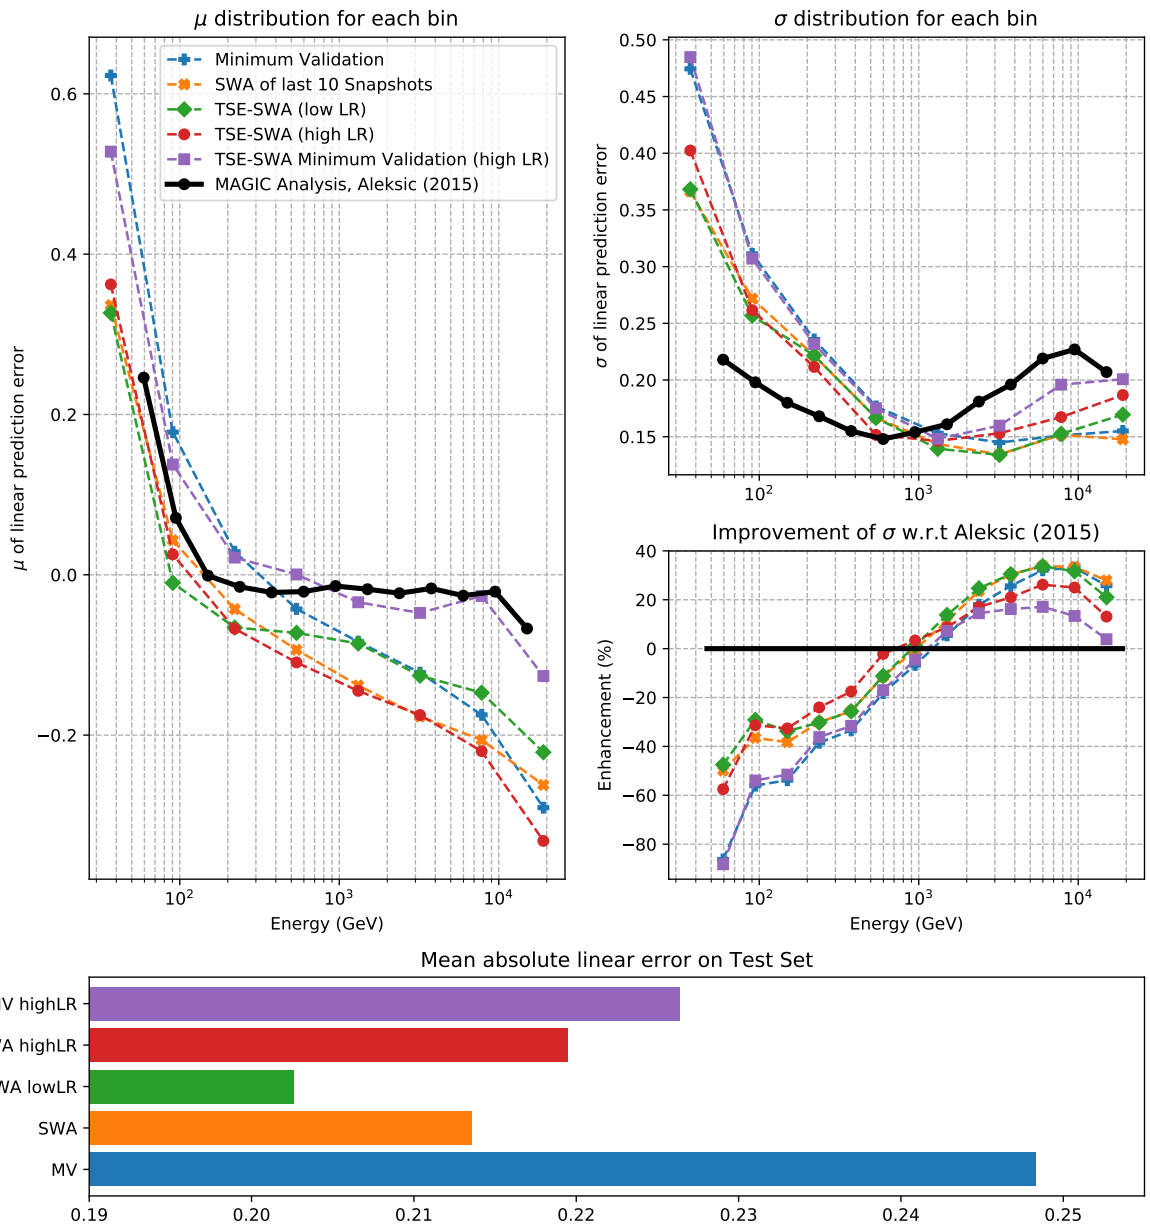 μ distribution for each bin
μ of linear prediction error
0.6
0.4
0.2
0.0
−0.2
Minimum Validation
SWA of last 10 Snapshots
TSE-SWA (low LR)
TSE-SWA (high LR)
TSE-SWA Minimum Validation (high LR)
MAGIC Analysis, Aleksic (2015)
10² 10³ 10⁴
Energy (GeV)
σ distribution for each bin
σ of linear prediction error
0.50
0.45
0.40
0.35
0.30
0.25
0.20
0.15
10² 10³ 10⁴
Improvement of σ w.r.t Aleksic (2015)
Enhancement (%)
40
20
0
−20
−40
−60
−80
10² 10³ 10⁴
Energy (GeV)
Mean absolute linear error on Test Set
highLR
highLR
lowLR
SWA
MV
0.19 0.20 0.21 0.22 0.23 0.24 0.25